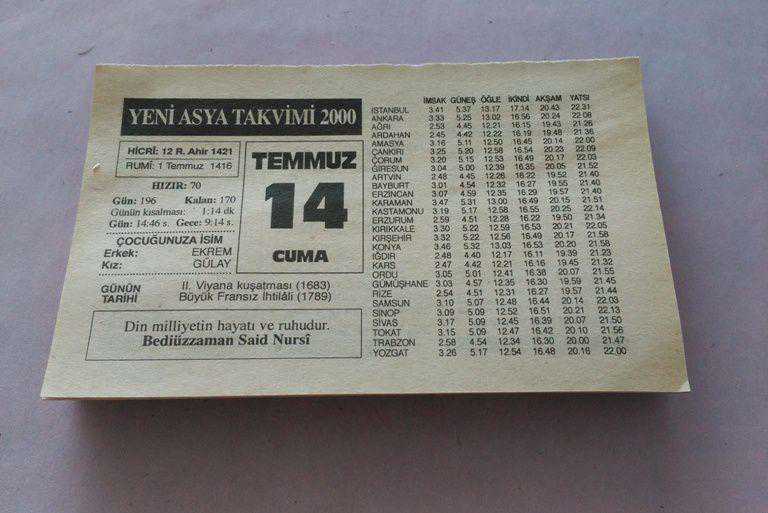 YENİ ASYA TAKVİMİ 2000
HİCRİ: 12 R. Ahir 1421
RUMİ: 1 Temmuz 1416
HIZIR: 70
Gün: 196 Kalan: 170
Günün kısalması: 1:14 dk
Gün: 14:46 s. Gece: 9:14 s.
ÇOCUĞUNUZA İSİM
Erkek: EKREM
Kız: GÜLAY
TEMMUZ
14
CUMA
GÜNÜN TARİHİ
II. Viyana kuşatması (1683)
Büyük Fransız İhtilâli (1789)
Din milliyetin hayatı ve ruhudur.
Bediüzzaman Said Nursî
İMSAK GÜNEŞ ÖĞLE İKİNDİ AKŞAM YATSI
İSTANBUL 3.41 5.37 13.17 17.14 20.43 22.31
ANKARA 3.33 5.25 13.02 16.56 20.24 22.08
AĞRI 2.53 4.45 12.21 16.15 19.43 21.26
ARDAHAN 2.45 4.42 12.22 16.19 19.48 21.36
AMASYA 3.16 5.11 12.50 16.45 20.14 22.00
ÇANKIRI 3.25 5.20 12.58 16.54 20.23 22.09
ÇORUM 3.20 5.15 12.53 16.49 20.17 22.03
GİRESUN 3.04 5.00 12.39 16.35 20.05 21.52
ARTVİN 2.48 4.45 12.26 16.22 19.52 21.40
BAYBURT 3.01 4.54 12.32 16.27 19.55 21.40
ERZİNCAN 3.07 4.59 12.35 16.29 19.57 21.40
KARAMAN 3.47 5.31 13.00 16.49 20.15 21.51
KASTAMONU 3.19 5.17 12.58 16.55 20.25 22.14
ERZURUM 2.59 4.51 12.28 16.22 19.50 21.34
KIRIKKALE 3.30 5.22 12.59 16.53 20.21 22.05
KIRŞEHİR 3.32 5.22 12.56 16.49 20.17 21.58
KONYA 3.46 5.32 13.03 16.53 20.20 21.58
IĞDIR 2.48 4.40 12.17 16.11 19.39 21.23
KARS 2.47 4.42 12.21 16.16 19.45 21.32
ORDU 3.05 5.01 12.41 16.38 20.07 21.55
GÜMÜŞHANE 3.03 4.57 12.35 16.30 19.59 21.45
RİZE 2.54 4.51 12.31 16.27 19.57 21.44
SAMSUN 3.10 5.07 12.48 16.44 20.14 22.03
SİNOP 3.09 5.09 12.52 16.51 20.21 22.13
SİVAS 3.17 5.09 12.45 16.39 20.07 21.50
TOKAT 3.15 5.09 12.47 16.42 20.10 21.56
TRABZON 2.58 4.54 12.34 16.30 20.00 21.47
YOZGAT 3.26 5.17 12.54 16.48 20.16 22.00